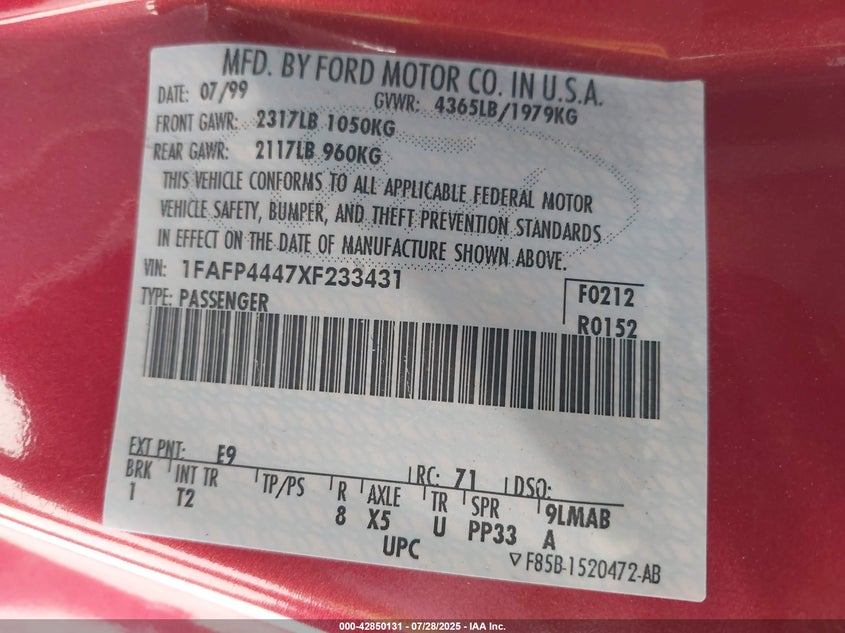 MFD. BY FORD MOTOR CO. IN U.S.A.
DATE: 07/99 GVWR: 4365LB/1979KG
FRONT GAWR: 2317LB 1050KG
REAR GAWR: 2117LB 960KG
THIS VEHICLE CONFORMS TO ALL APPLICABLE FEDERAL MOTOR
VEHICLE SAFETY, BUMPER, AND THEFT PREVENTION STANDARDS
IN EFFECT ON THE DATE OF MANUFACTURE SHOWN ABOVE.
VIN: 1FAFP4447XF233431 F0212
TYPE: PASSENGER R0152
EXT PNT: E9 RC: 71 DSO:
BRK INT TR TP/PS R AXLE TR SPR 9LMAB
1 T2 8 X5 U PP33 A
UPC ▽F85B-1520472-AB
000-42850131 / 07/28/2025 - IAA Inc.